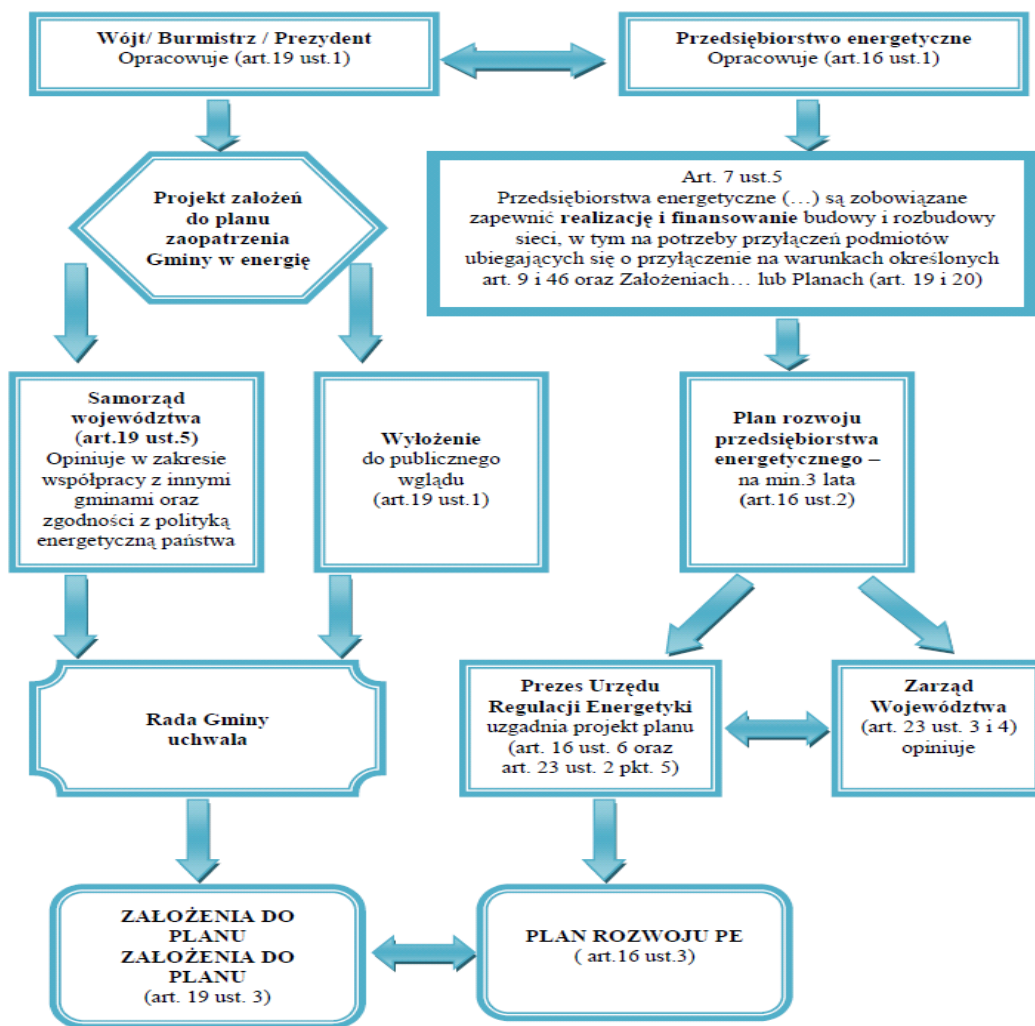 Wójt/ Burmistrz / Prezydent
Opracowuje (art.19 ust.1)
Przedsiębiorstwo energetyczne
Opracowuje (art.16 ust.1)
Projekt założeń
do planu
zaopatrzenia
Gminy w energię
Art. 7 ust.5
Przedsiębiorstwa energetyczne (…) są zobowiązane
zapewnić realizację i finansowanie budowy i rozbudowy
sieci, w tym na potrzeby przyłączeń podmiotów
ubiegających się o przyłączenie na warunkach określonych
art. 9 i 46 oraz Założeniach… lub Planach (art. 19 i 20)
Samorząd
województwa
(art.19 ust.5)
Opiniuje w zakresie
współpracy z innymi
gminami oraz
zgodności z polityką
energetyczną państwa
Wyłożenie
do publicznego
wglądu
(art.19 ust.1)
Plan rozwoju
przedsiębiorstwa
energetycznego –
na min.3 lata
(art.16 ust.2)
Rada Gminy
uchwala
Prezes Urzędu
Regulacji Energetyki
uzgadnia projekt planu
(art. 16 ust. 6 oraz
art. 23 ust. 2 pkt. 5)
Zarząd
Województwa
(art. 23 ust. 3 i 4)
opiniuje
ZAŁOŻENIA DO
PLANU
ZAŁOŻENIA DO
PLANU
(art. 19 ust. 3)
PLAN ROZWOJU PE
( art.16 ust.3)